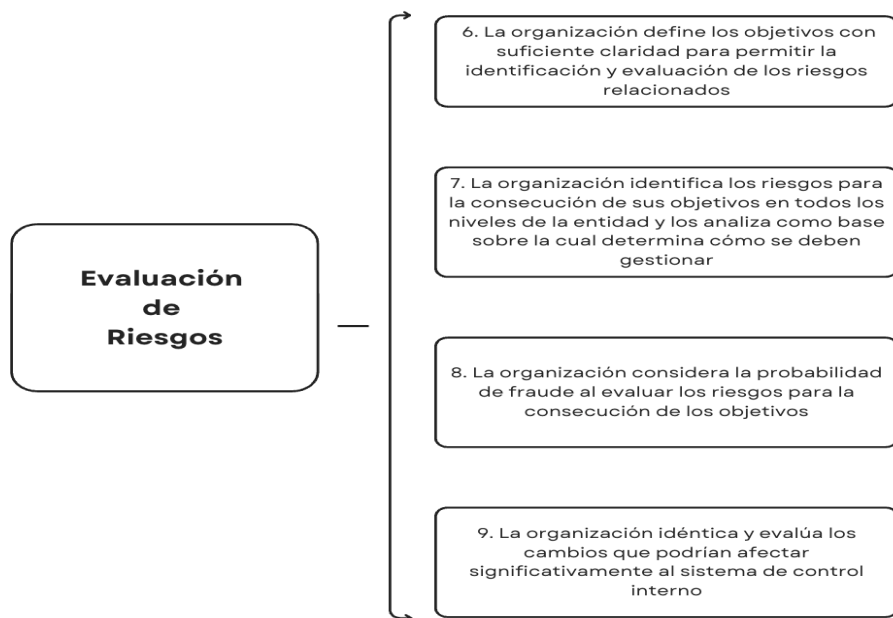 Evaluación
de
Riesgos
6. La organización define los objetivos con
suficiente claridad para permitir la
identificación y evaluación de los riesgos
relacionados
7. La organización identifica los riesgos para
la consecución de sus objetivos en todos los
niveles de la entidad y los analiza como base
sobre la cual determina cómo se deben
gestionar
8. La organización considera la probabilidad
de fraude al evaluar los riesgos para la
consecución de los objetivos
9. La organización idéntica y evalúa los
cambios que podrían afectar
significativamente al sistema de control
interno